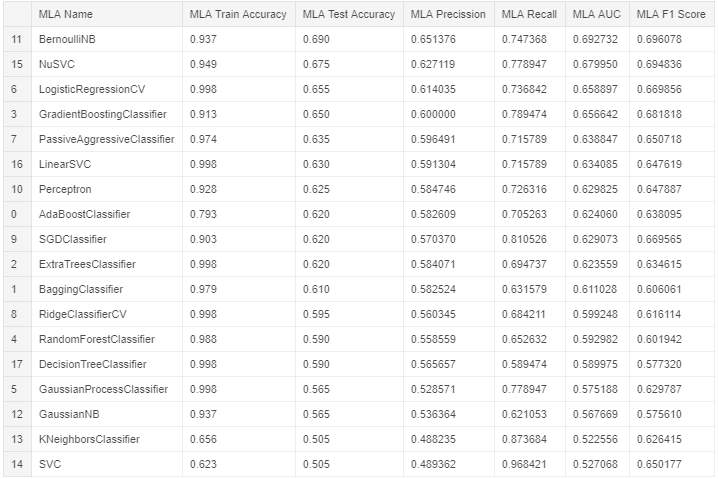 MLA Name MLA Train Accuracy MLA Test Accuracy MLA Precission MLA Recall MLA AUC MLA F1 Score
11 BernoulliNB 0.937 0.690 0.651376 0.747368 0.692732 0.696078
15 NuSVC 0.949 0.675 0.627119 0.778947 0.679950 0.694836
6 LogisticRegressionCV 0.998 0.655 0.614035 0.736842 0.658897 0.669856
3 GradientBoostingClassifier 0.913 0.650 0.600000 0.789474 0.656642 0.681818
7 PassiveAggressiveClassifier 0.974 0.635 0.596491 0.715789 0.638847 0.650718
16 LinearSVC 0.998 0.630 0.591304 0.715789 0.634085 0.647619
10 Perceptron 0.928 0.625 0.584746 0.726316 0.629825 0.647887
0 AdaBoostClassifier 0.793 0.620 0.582609 0.705263 0.624060 0.638095
9 SGDClassifier 0.903 0.620 0.570370 0.810526 0.629073 0.669565
2 ExtraTreesClassifier 0.998 0.620 0.584071 0.694737 0.623559 0.634615
1 BaggingClassifier 0.979 0.610 0.582524 0.631579 0.611028 0.606061
8 RidgeClassifierCV 0.998 0.595 0.560345 0.684211 0.599248 0.616114
4 RandomForestClassifier 0.988 0.590 0.558559 0.652632 0.592982 0.601942
17 DecisionTreeClassifier 0.998 0.590 0.565657 0.589474 0.589975 0.577320
5 GaussianProcessClassifier 0.998 0.565 0.528571 0.778947 0.575188 0.629787
12 GaussianNB 0.937 0.565 0.536364 0.621053 0.567669 0.575610
13 KNeighborsClassifier 0.656 0.505 0.488235 0.873684 0.522556 0.626415
14 SVC 0.623 0.505 0.489362 0.968421 0.527068 0.650177